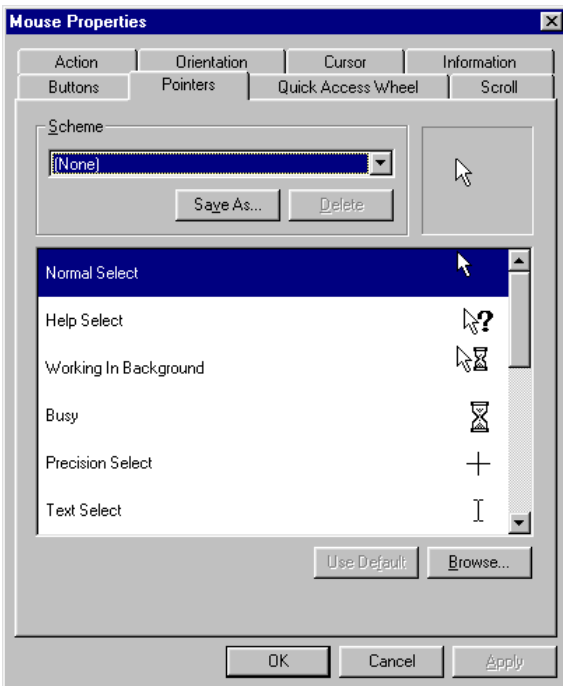 Mouse Properties
Action Orientation Cursor Information
Buttons Pointers Quick Access Wheel Scroll
Scheme
(None)
Save As... Delete
Normal Select
Help Select
Working In Background
Busy
Precision Select
Text Select
Use Default Browse...
OK Cancel Apply